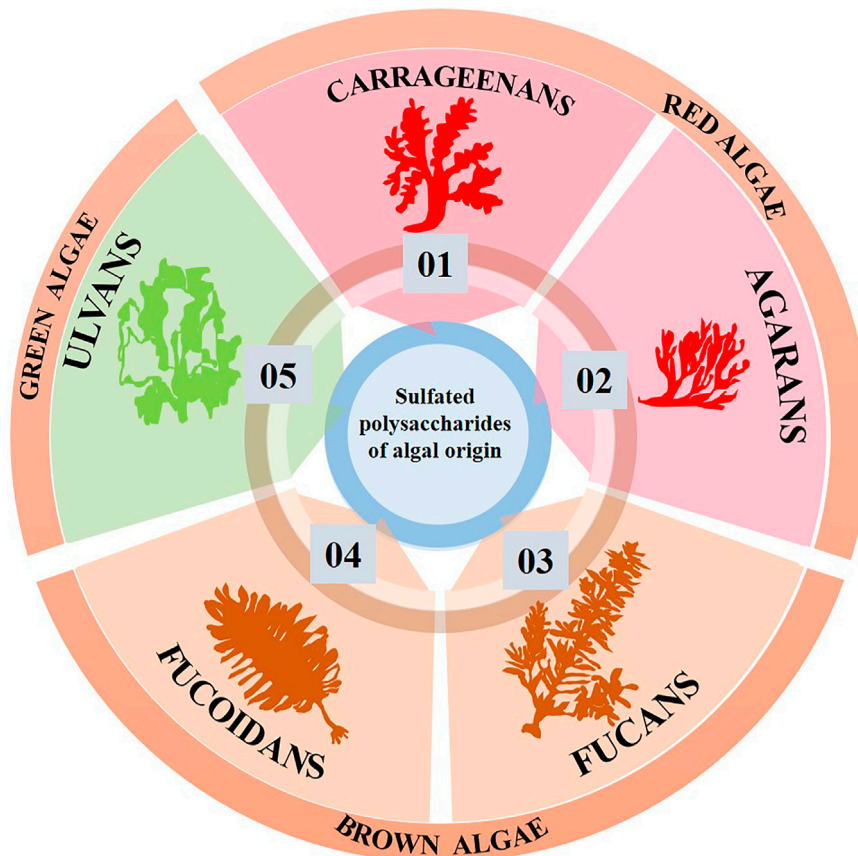 CARRAGEENANS
01
RED ALGAE
AGARANS
02
FUCANS
03
BROWN ALGAE
FUCOIDANS
04
GREEN ALGAE
ULVANS
05
Sulfated
polysaccharides
of algal origin